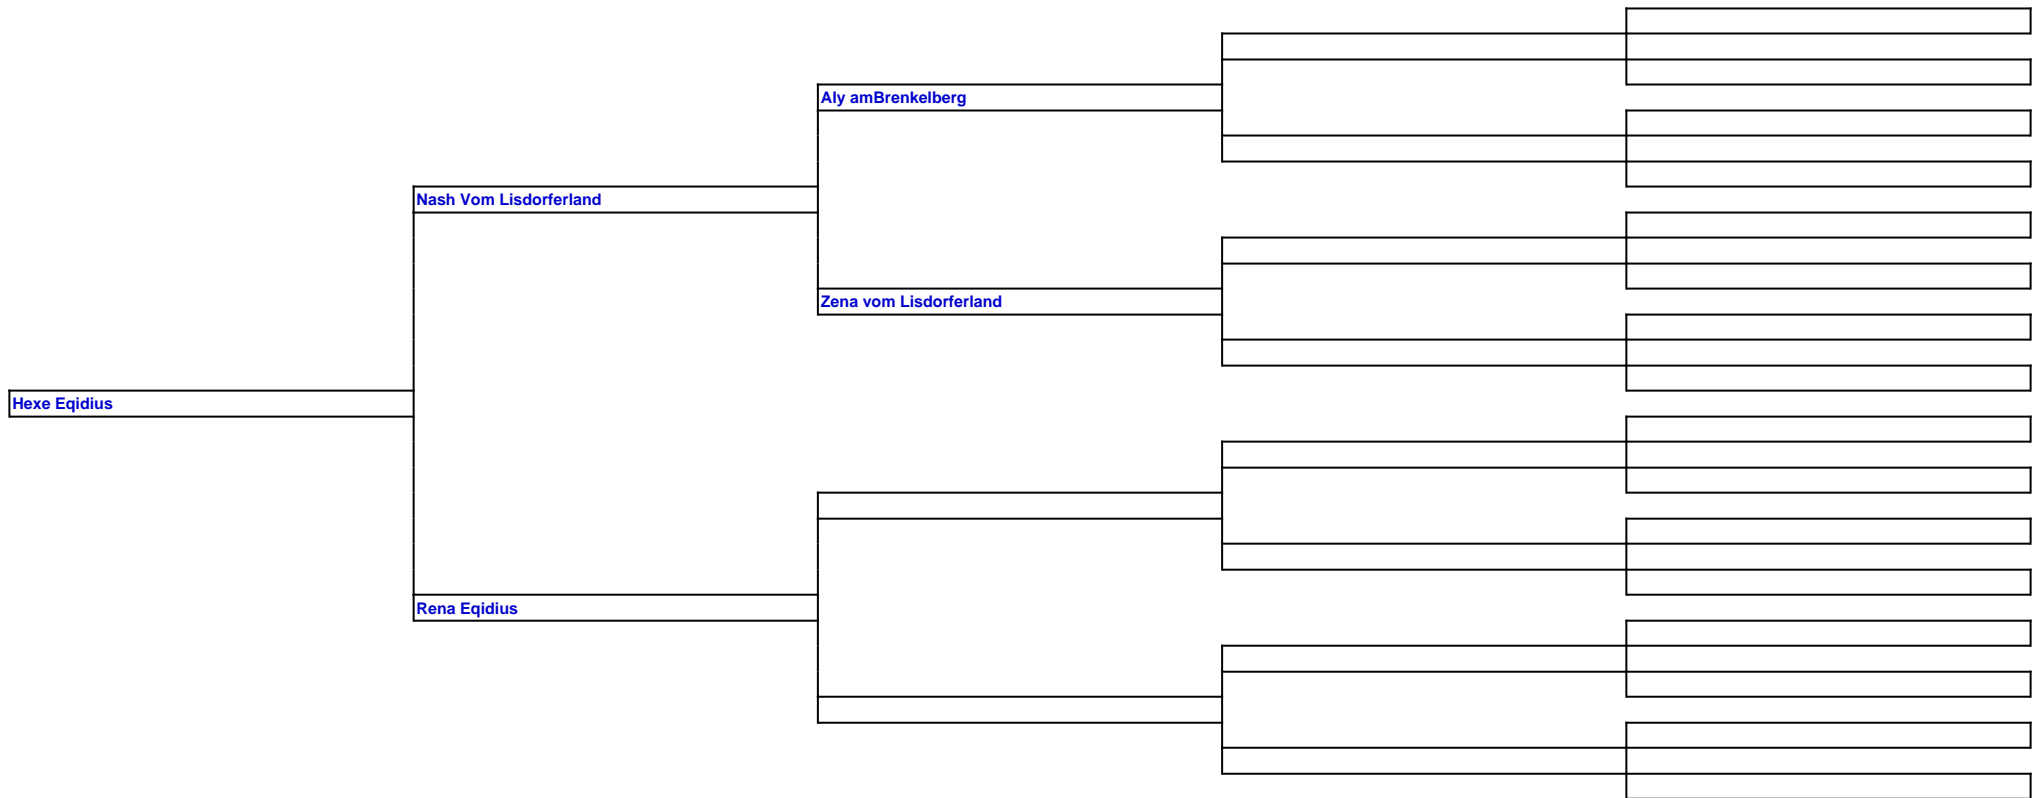 Aly amBrenkelberg
Nash Vom Lisdorferland
Zena vom Lisdorferland
Hexe Eqidius
Rena Eqidius